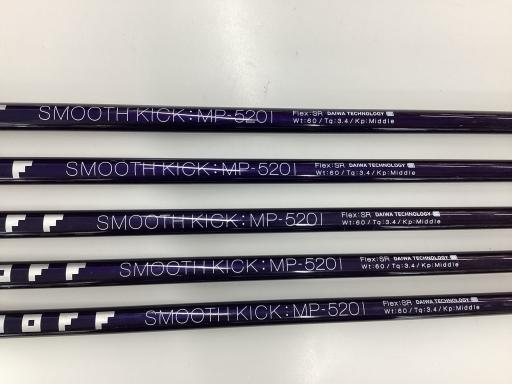 SMOOTH KICK:MP-520I Flex:SR DAIWA TECHNOLOGY
Wt:60/Tq:3.4/Kp:Middle
F SMOOTH KICK:MP-520I Flex:SR DAIWA TECHNOLOGY
Wt:60/Tq:3.4/Kp:Middle
FF SMOOTH KICK:MP-520I Flex:SR DAIWA TECHNOLOGY
Wt:60/Tq:3.4/Kp:Middle
OFF SMOOTH KICK:MP-520I Flex:SR DAIWA TECHNOLOGY
Wt:60/Tq:3.4/Kp:Middle
OFF SMOOTH KICK:MP-520I Flex:SR DAIWA TECHNOLOGY
Wt:60/Tq:3.4/Kp:Middle